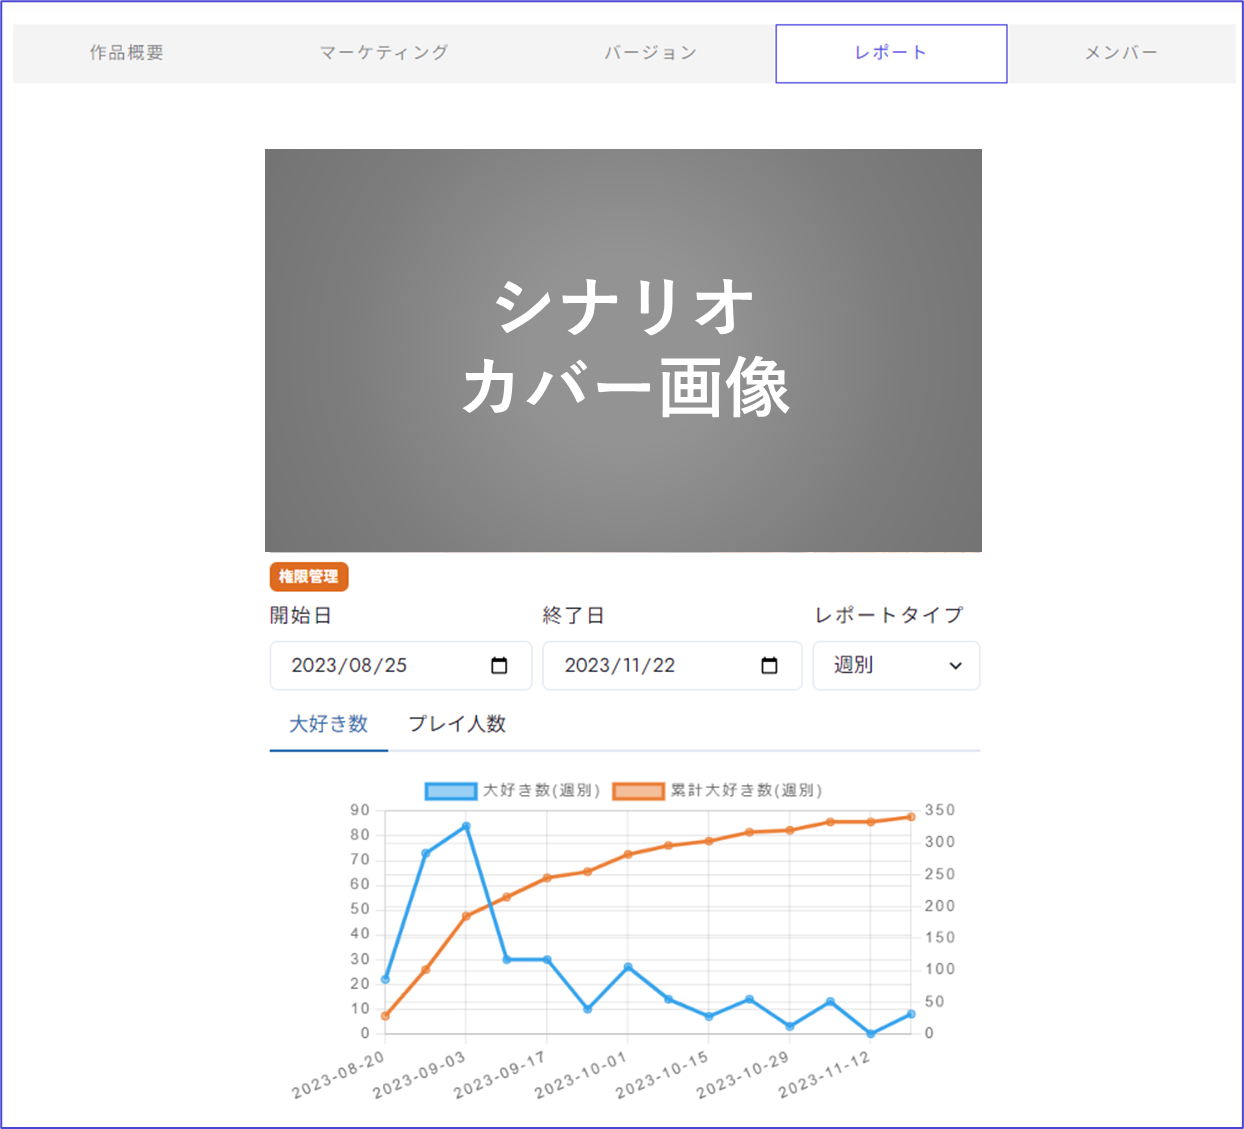 作品概要 マーケティング バージョン レポート メンバー
シナリオ
カバー画像
権限管理
開始日 終了日 レポートタイプ
2023/08/25 2023/11/22 週別
大好き数 プレイ人数
大好き数(週別) 累計大好き数(週別)
90 350
80 300
70 250
60 200
50 150
40 100
30 50
20 0
10
0
2023-08-20 2023-09-03 2023-09-17 2023-10-01 2023-10-15 2023-10-29 2023-11-12